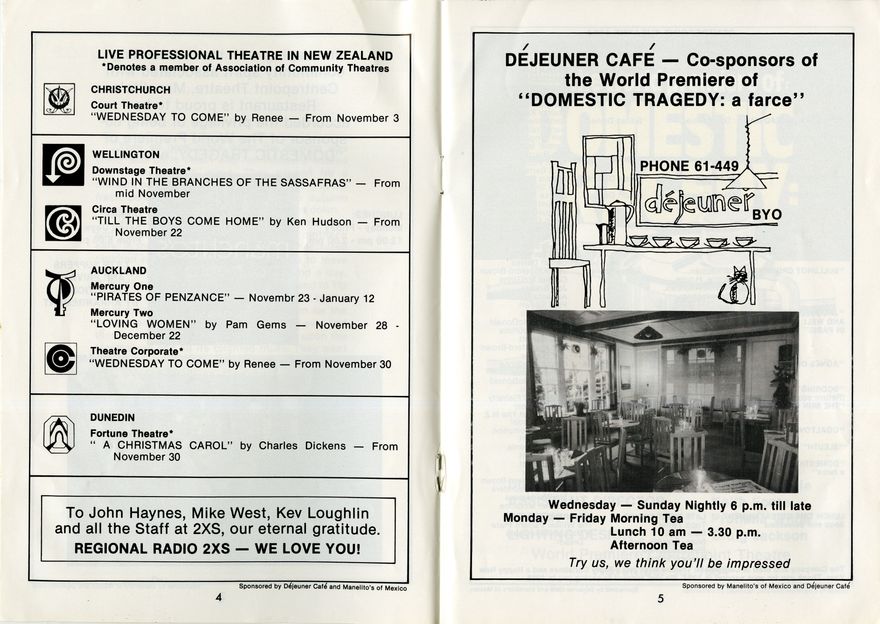 LIVE PROFESSIONAL THEATRE IN NEW ZEALAND
*Denotes a member of Association of Community Theatres
CHRISTCHURCH
Court Theatre*
"WEDNESDAY TO COME" by Renee — From November 3
WELLINGTON
Downstage Theatre*
"WIND IN THE BRANCHES OF THE SASSAFRAS" — From
mid November
Circa Theatre
"TILL THE BOYS COME HOME" by Ken Hudson — From
November 22
AUCKLAND
Mercury One
"PIRATES OF PENZANCE" — Novembr 23 - January 12
Mercury Two
"LOVING WOMEN" by Pam Gems — November 28 -
December 22
Theatre Corporate*
"WEDNESDAY TO COME" by Renee — From November 30
DUNEDIN
Fortune Theatre*
" A CHRISTMAS CAROL" by Charles Dickens — From
November 30
To John Haynes, Mike West, Kev Loughlin
and all the Staff at 2XS, our eternal gratitude.
REGIONAL RADIO 2XS — WE LOVE YOU!
Sponsored by Déjeuner Café and Manelito's of Mexico
4
DÉJEUNER CAFÉ — Co-sponsors of
the World Premiere of
"DOMESTIC TRAGEDY: a farce"
PHONE 61-449
déjeuner
BYO
Wednesday — Sunday Nightly 6 p.m. till late
Monday — Friday Morning Tea
Lunch 10 am — 3.30 p.m.
Afternoon Tea
Try us, we think you'll be impressed
Sponsored by Manelito's of Mexico and Déjeuner Café
5